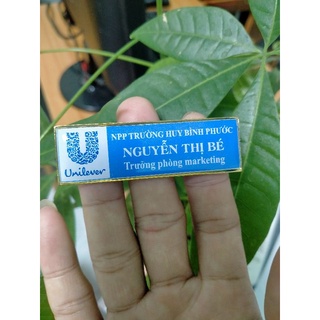 NPP TRƯỜNG HUY BÌNH PHƯỚC
NGUYỄN THỊ BÉ
Trưởng phòng marketing
Unilever